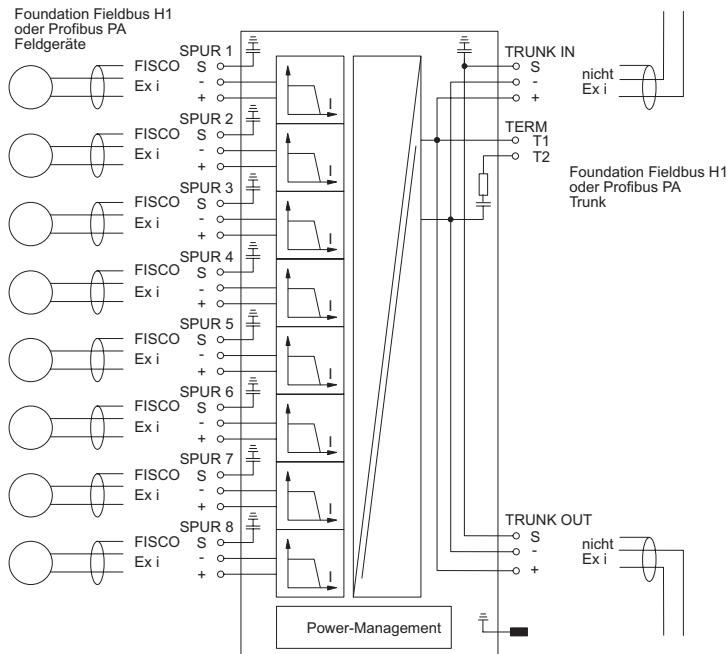 Foundation Fieldbus H1
oder Profibus PA
Feldgeräte
SPUR 1
FISCO S
Ex i -
+
I
SPUR 2
FISCO S
Ex i -
+
I
SPUR 3
FISCO S
Ex i -
+
I
SPUR 4
FISCO S
Ex i -
+
I
SPUR 5
FISCO S
Ex i -
+
I
SPUR 6
FISCO S
Ex i -
+
I
SPUR 7
FISCO S
Ex i -
+
I
SPUR 8
FISCO S
Ex i -
+
I
Power-Management
TRUNK IN
S
-
+
nicht
Ex i
TERM
T1
T2
Foundation Fieldbus H1
oder Profibus PA
Trunk
TRUNK OUT
S
-
+
nicht
Ex i